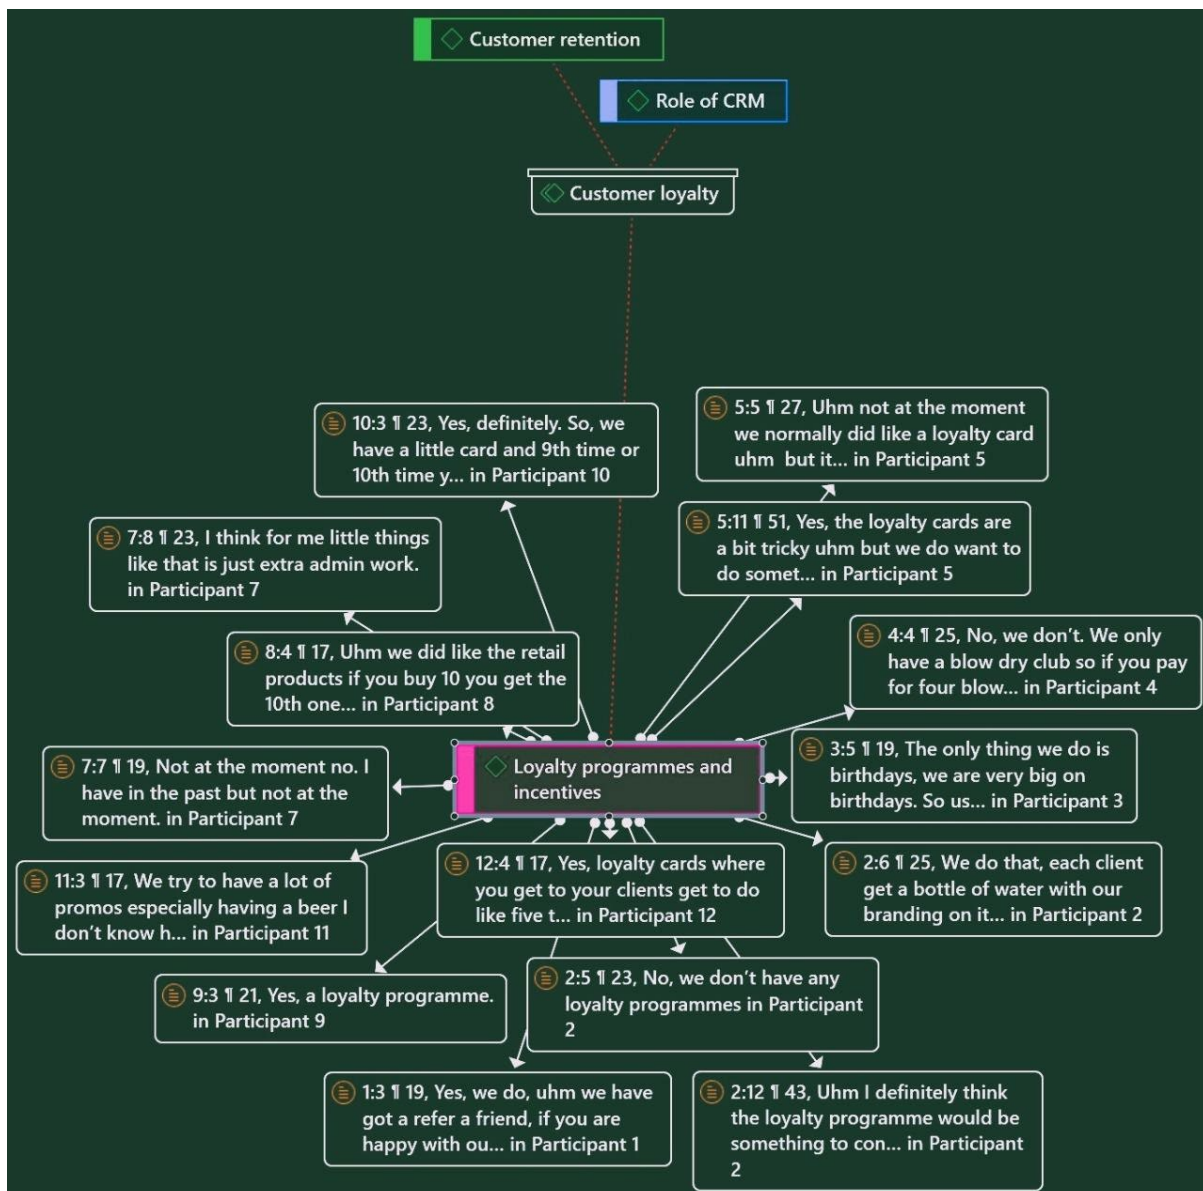 Customer retention
Role of CRM
Customer loyalty
10:3 ¶ 23, Yes, definitely. So, we
have a little card and 9th time or
10th time y... in Participant 10
5:5 ¶ 27, Uhm not at the moment
we normally did like a loyalty card
uhm but it... in Participant 5
7:8 ¶ 23, I think for me little things
like that is just extra admin work.
in Participant 7
5:11 ¶ 51, Yes, the loyalty cards are
a bit tricky uhm but we do want to
do somet... in Participant 5
8:4 ¶ 17, Uhm we did like the retail
products if you buy 10 you get the
10th one... in Participant 8
4:4 ¶ 25, No, we don't. We only
have a blow dry club so if you pay
for four blow... in Participant 4
Loyalty programmes and
incentives
7:7 ¶ 19, Not at the moment no. I
have in the past but not at the
moment. in Participant 7
3:5 ¶ 19, The only thing we do is
birthdays, we are very big on
birthdays. So us... in Participant 3
11:3 ¶ 17, We try to have a lot of
promos especially having a beer I
don't know h... in Participant 11
12:4 ¶ 17, Yes, loyalty cards where
you get to your clients get to do
like five t... in Participant 12
2:6 ¶ 25, We do that, each client
get a bottle of water with our
branding on it... in Participant 2
9:3 ¶ 21, Yes, a loyalty programme.
in Participant 9
2:5 ¶ 23, No, we don't have any
loyalty programmes in Participant
2
1:3 ¶ 19, Yes, we do, uhm we have
got a refer a friend, if you are
happy with ou... in Participant 1
2:12 ¶ 43, Uhm I definitely think
the loyalty programme would be
something to con... in Participant
2